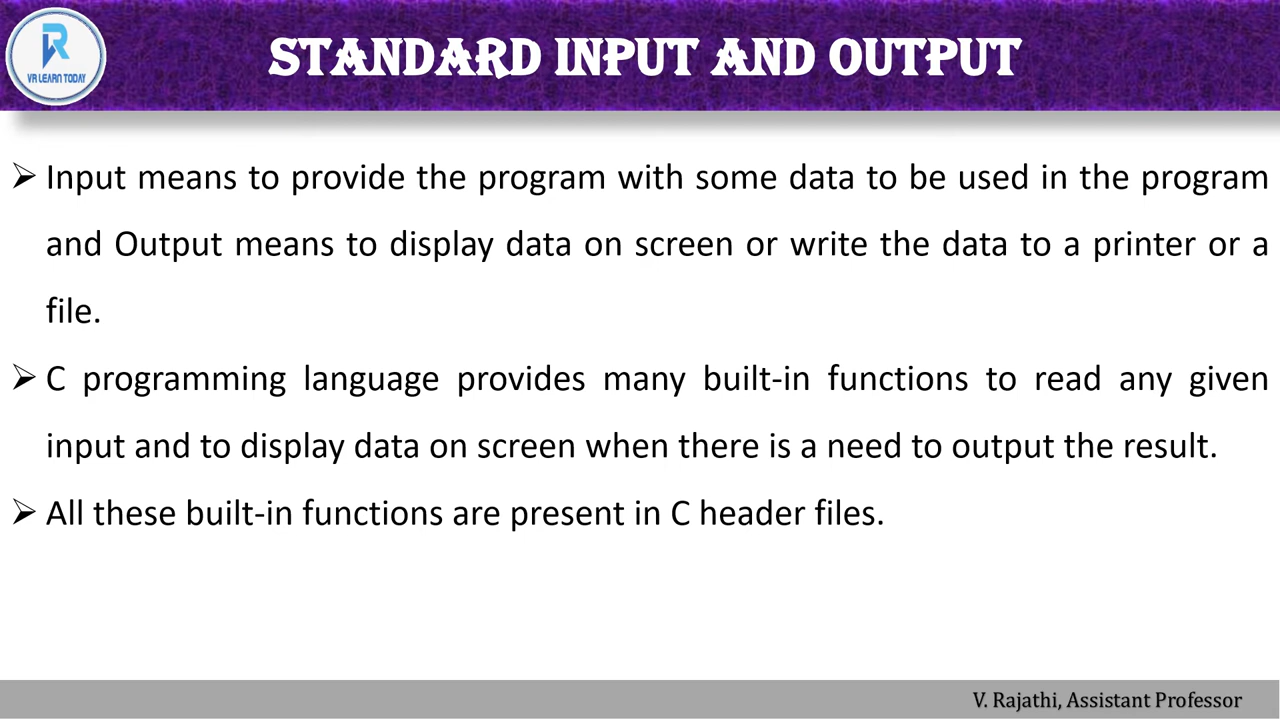 VR LEARN TODAY
STANDARD INPUT AND OUTPUT
➢ Input means to provide the program with some data to be used in the program
and Output means to display data on screen or write the data to a printer or a
file.
➢ C programming language provides many built-in functions to read any given
input and to display data on screen when there is a need to output the result.
➢ All these built-in functions are present in C header files.
V. Rajathi, Assistant Professor